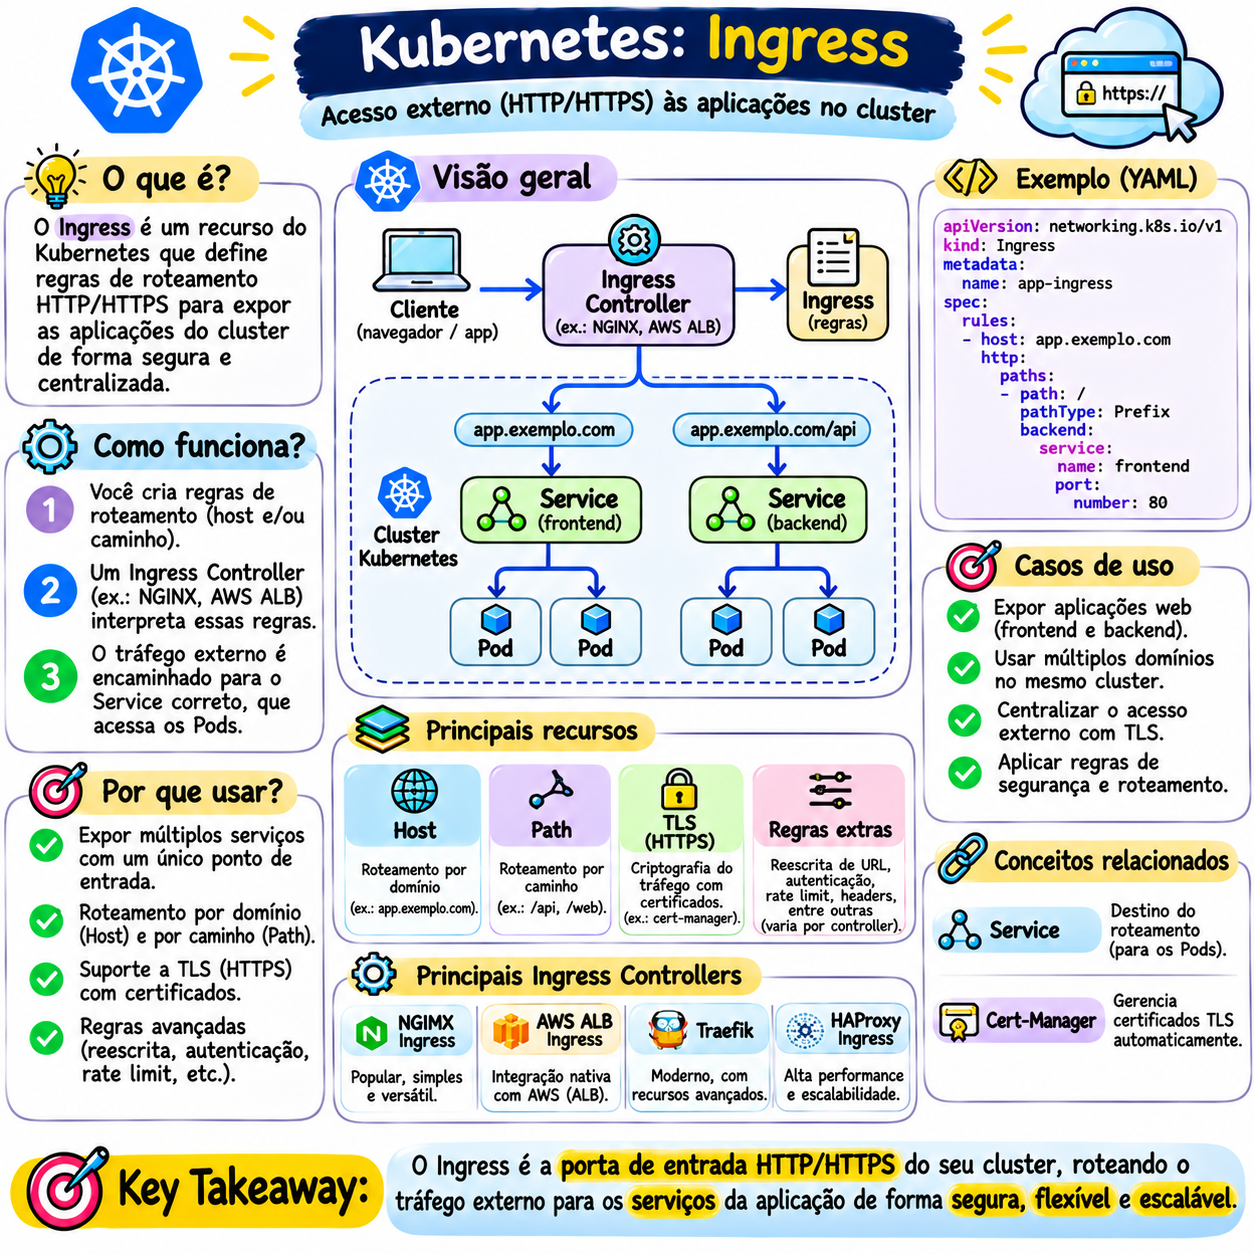 Kubernetes: Ingress
Acesso externo (HTTP/HTTPS) às aplicações no cluster
https://
O que é?
O Ingress é um recurso do
Kubernetes que define
regras de roteamento
HTTP/HTTPS para expor
as aplicações do cluster
de forma segura e
centralizada.
Como funciona?
1
Você cria regras de
roteamento (host e/ou
caminho).
2
Um Ingress Controller
(ex.: NGINX, AWS ALB)
interpreta essas regras.
3
O tráfego externo é
encaminhado para o
Service correto, que
acessa os Pods.
Por que usar?
Expor múltiplos serviços
com um único ponto de
entrada.
Roteamento por domínio
(Host) e por caminho (Path).
Suporte a TLS (HTTPS)
com certificados.
Regras avançadas
(reescrita, autenticação,
rate limit, etc.).
Visão geral
Cliente
(navegador / app)
Ingress
Controller
(ex.: NGINX, AWS ALB)
Ingress
(regras)
app.exemplo.com
app.exemplo.com/api
Cluster
Kubernetes
Service
(frontend)
Service
(backend)
Pod
Pod
Pod
Pod
Principais recursos
Host
Roteamento por
domínio
(ex.: app.exemplo.com).
Path
Roteamento por
caminho
(ex.: /api, /web).
TLS
(HTTPS)
Criptografia do
tráfego com
certificados.
(ex.: cert-manager).
Regras extras
Reescrita de URL,
autenticação,
rate limit, headers,
entre outras
(varia por controller).
Principais Ingress Controllers
N
NGIMX
Ingress
Popular, simples
e versátil.
AWS ALB
Ingress
Integração nativa
com AWS (ALB).
Traefik
Moderno, com
recursos avançados.
HAProxy
Ingress
Alta performance
e escalabilidade.
Exemplo (YAML)
apiVersion: networking.k8s.io/v1
kind: Ingress
metadata:
name: app-ingress
spec:
rules:
- host: app.exemplo.com
http:
paths:
- path: /
pathType: Prefix
backend:
service:
name: frontend
port:
number: 80
Casos de uso
Expor aplicações web
(frontend e backend).
Usar múltiplos domínios
no mesmo cluster.
Centralizar o acesso
externo com TLS.
Aplicar regras de
segurança e roteamento.
Conceitos relacionados
Service
Destino do
roteamento
(para os Pods).
Cert-Manager
Gerencia
certificados TLS
automaticamente.
Key Takeaway:
O Ingress é a porta de entrada HTTP/HTTPS do seu cluster, roteando o
tráfego externo para os serviços da aplicação de forma segura, flexível e escalável.